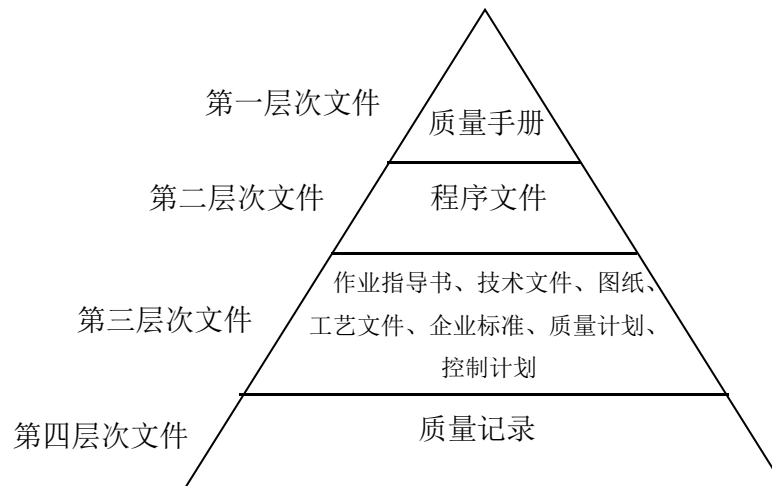 第一层次文件
质量手册
第二层次文件
程序文件
作业指导书、技术文件、图纸、
第三层次文件
工艺文件、企业标准、质量计划、
控制计划
第四层次文件
质量记录